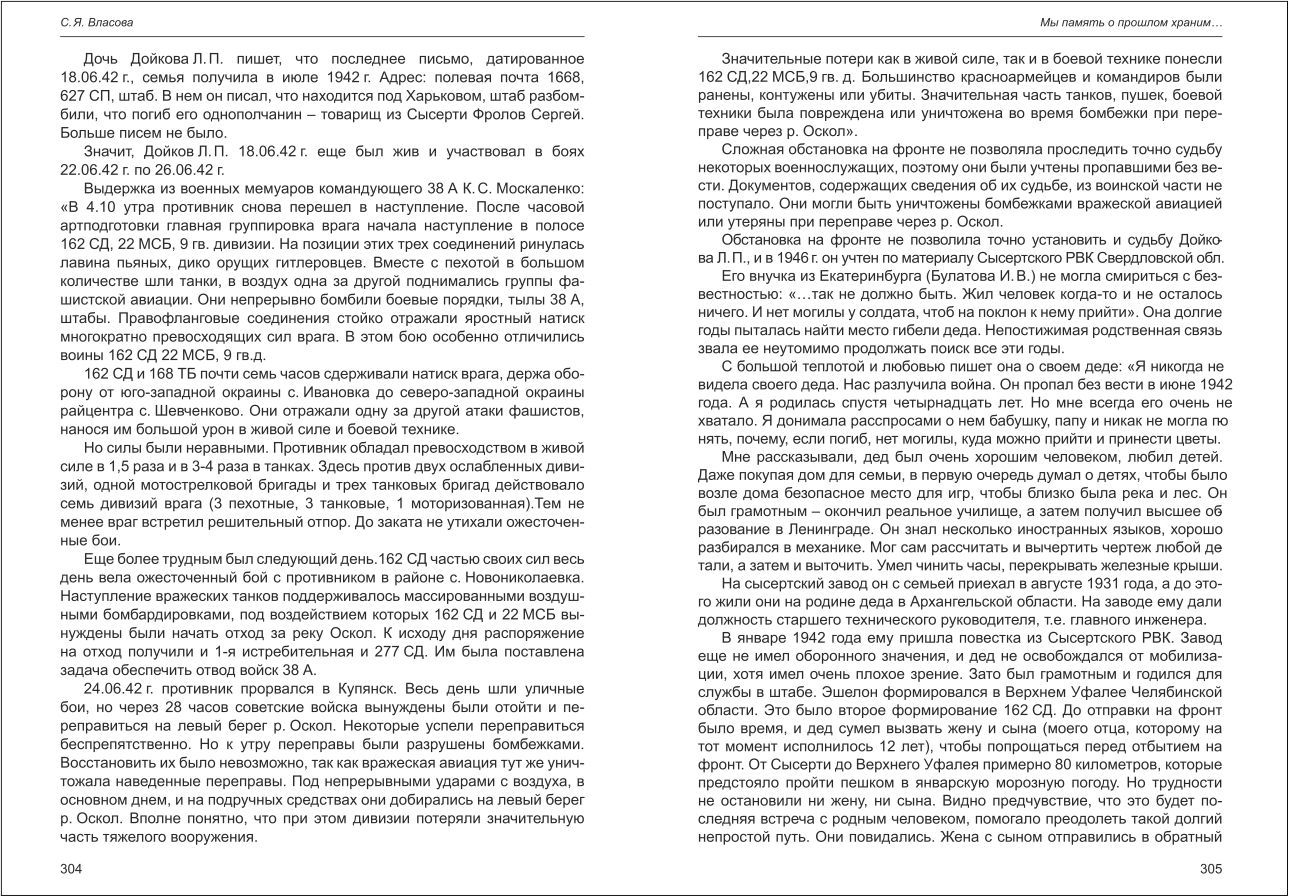 С. Я. Власова
Дочь Дойкова Л. П. пишет, что последнее письмо, датированное
18.06.42 г., семья получила в июле 1942 г. Адрес: полевая почта 1668,
627 СП, штаб. В нем он писал, что находится под Харьковом, штаб разбом-
били, что погиб его однополчанин – товарищ из Сысерти Фролов Сергей.
Больше писем не было.
Значит, Дойков Л. П. 18.06.42 г. еще был жив и участвовал в боях
22.06.42 г. по 26.06.42 г.
Выдержка из военных мемуаров командующего 38 А К. С. Москаленко:
«В 4.10 утра противник снова перешел в наступление. После часовой
артподготовки главная группировка врага начала наступление в полосе
162 СД, 22 МСБ, 9 гв. дивизии. На позиции этих трех соединений ринулась
лавина пьяных, дико орущих гитлеровцев. Вместе с пехотой в большом
количестве шли танки, в воздух одна за другой поднимались группы фа-
шистской авиации. Они непрерывно бомбили боевые порядки, тылы 38 А,
штабы. Правофланговые соединения стойко отражали яростный натиск
многократно превосходящих сил врага. В этом бою особенно отличились
воины 162 СД 22 МСБ, 9 гв.д.
162 СД и 168 ТБ почти семь часов сдерживали натиск врага, держа обо-
рону от юго-западной окраины с. Ивановка до северо-западной окраины
райцентра с. Шевченково. Они отражали одну за другой атаки фашистов,
нанося им большой урон в живой силе и боевой технике.
Но силы были неравными. Противник обладал превосходством в живой
силе в 1,5 раза и в 3-4 раза в танках. Здесь против двух ослабленных диви-
зий, одной мотострелковой бригады и трех танковых бригад действовало
семь дивизий врага (3 пехотные, 3 танковые, 1 моторизованная).Тем не
менее враг встретил решительный отпор. До заката не утихали ожесточен-
ные бои.
Еще более трудным был следующий день.162 СД частью своих сил весь
день вела ожесточенный бой с противником в районе с. Новониколаевка.
Наступление вражеских танков поддерживалось массированными воздуш-
ными бомбардировками, под воздействием которых 162 СД и 22 МСБ вы-
нуждены были начать отход за реку Оскол. К исходу дня распоряжение
на отход получили и 1-я истребительная и 277 СД. Им была поставлена
задача обеспечить отвод войск 38 А.
24.06.42 г. противник прорвался в Купянск. Весь день шли уличные
бои, но через 28 часов советские войска вынуждены были отойти и пе-
реправиться на левый берег р. Оскол. Некоторые успели переправиться
беспрепятственно. Но к утру переправы были разрушены бомбежками.
Восстановить их было невозможно, так как вражеская авиация тут же унич-
тожала наведенные переправы. Под непрерывными ударами с воздуха, в
основном днем, и на подручных средствах они добирались на левый берег
р. Оскол. Вполне понятно, что при этом дивизии потеряли значительную
часть тяжелого вооружения.
304
Мы память о прошлом храним…
Значительные потери как в живой силе, так и в боевой технике понесли
162 СД,22 МСБ,9 гв. д. Большинство красноармейцев и командиров были
ранены, контужены или убиты. Значительная часть танков, пушек, боевой
техники была повреждена или уничтожена во время бомбежки при пере-
праве через р. Оскол».
Сложная обстановка на фронте не позволяла проследить точно судьбу
некоторых военнослужащих, поэтому они были учтены пропавшими без ве-
сти. Документов, содержащих сведения об их судьбе, из воинской части не
поступало. Они могли быть уничтожены бомбежками вражеской авиацией
или утеряны при переправе через р. Оскол.
Обстановка на фронте не позволила точно установить и судьбу Дойко-
ва Л. П., и в 1946 г. он учтен по материалу Сысертского РВК Свердловской обл.
Его внучка из Екатеринбурга (Булатова И. В.) не могла смириться с без-
вестностью: «…так не должно быть. Жил человек когда-то и не осталось
ничего. И нет могилы у солдата, чтоб на поклон к нему прийти». Она долгие
годы пыталась найти место гибели деда. Непостижимая родственная связь
звала ее неутомимо продолжать поиск все эти годы.
С большой теплотой и любовью пишет она о своем деде: «Я никогда не
видела своего деда. Нас разлучила война. Он пропал без вести в июне 1942
года. А я родилась спустя четырнадцать лет. Но мне всегда его очень не
хватало. Я донимала расспросами о нем бабушку, папу и никак не могла по-
нять, почему, если погиб, нет могилы, куда можно прийти и принести цветы.
Мне рассказывали, дед был очень хорошим человеком, любил детей.
Даже покупая дом для семьи, в первую очередь думал о детях, чтобы было
возле дома безопасное место для игр, чтобы близко была река и лес. Он
был грамотным – окончил реальное училище, а затем получил высшее об-
разование в Ленинграде. Он знал несколько иностранных языков, хорошо
разбирался в механике. Мог сам рассчитать и вычертить чертеж любой де-
тали, а затем и выточить. Умел чинить часы, перекрывать железные крыши.
На сысертский завод он с семьей приехал в августе 1931 года, а до это-
го жили они на родине деда в Архангельской области. На заводе ему дали
должность старшего технического руководителя, т.е. главного инженера.
В январе 1942 года ему пришла повестка из Сысертского РВК. Завод
еще не имел оборонного значения, и дед не освобождался от мобилиза-
ции, хотя имел очень плохое зрение. Зато был грамотным и годился для
службы в штабе. Эшелон формировался в Верхнем Уфалее Челябинской
области. Это было второе формирование 162 СД. До отправки на фронт
было время, и дед сумел вызвать жену и сына (моего отца, которому на
тот момент исполнилось 12 лет), чтобы попрощаться перед отбытием на
фронт. От Сысерти до Верхнего Уфалея примерно 80 километров, которые
предстояло пройти пешком в январскую морозную погоду. Но трудности
не остановили ни жену, ни сына. Видно предчувствие, что это будет по-
следняя встреча с родным человеком, помогало преодолеть такой долгий
непростой путь. Они повидались. Жена с сыном отправились в обратный
305